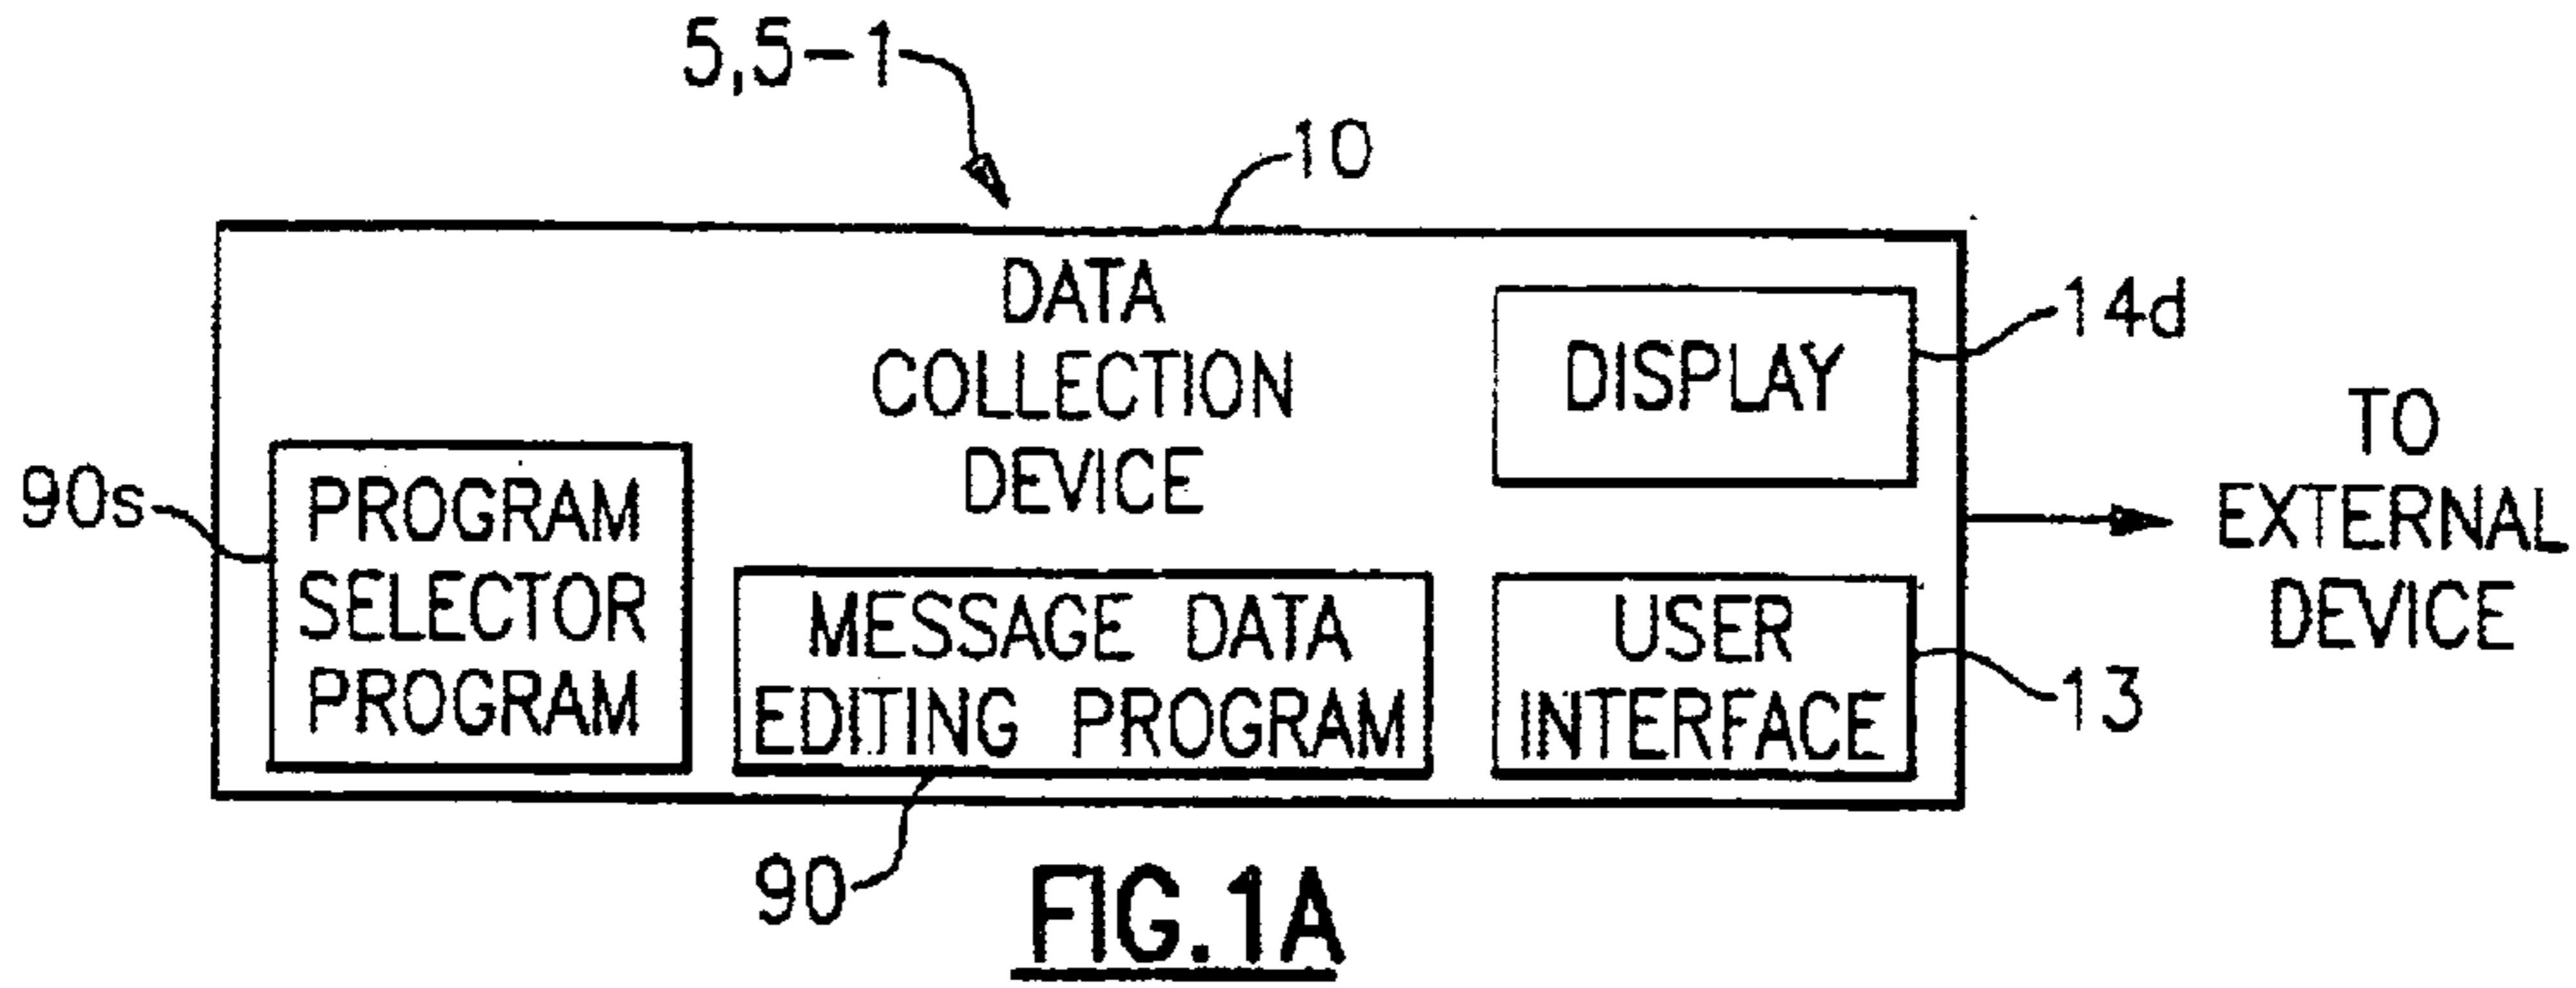 5,5-1
10
DATA
COLLECTION
DEVICE
DISPLAY
14d
TO
EXTERNAL
DEVICE
90s
PROGRAM
SELECTOR
PROGRAM
MESSAGE DATA
EDITING PROGRAM
USER
INTERFACE
13
90
FIG.1A